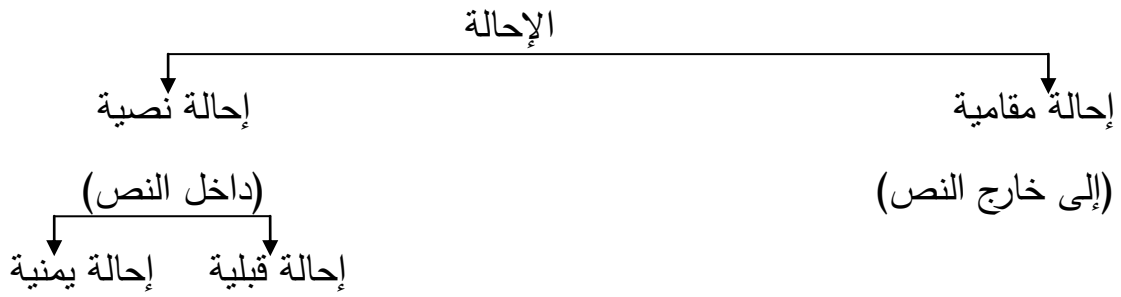 الإحالة
إحالة مقامية إحالة نصية
(إلى خارج النص) (داخل النص)
إحالة قبلية إحالة يمنية